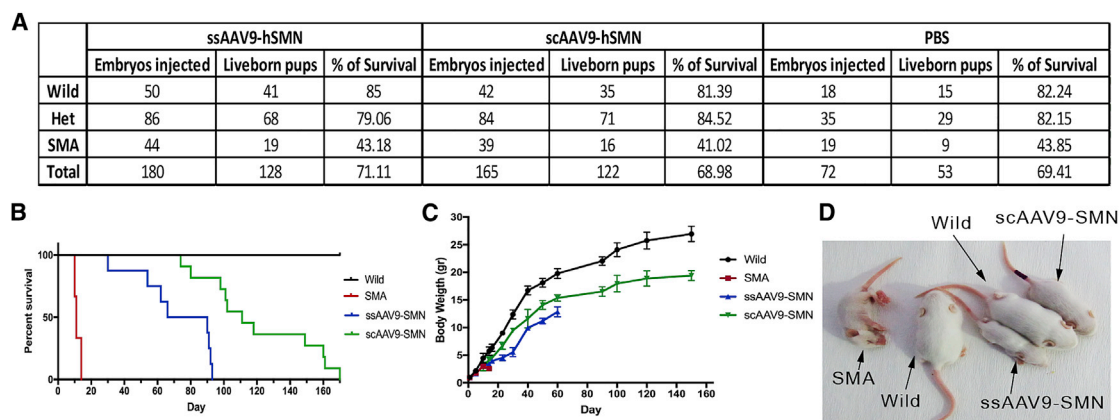 A
ssAAV9-hSMN scAAV9-hSMN PBS
Embryos injected Liveborn pups % of Survival Embryos injected Liveborn pups % of Survival Embryos injected Liveborn pups % of Survival
Wild 50 41 85 42 35 81.39 18 15 82.24
Het 86 68 79.06 84 71 84.52 35 29 82.15
SMA 44 19 43.18 39 16 41.02 19 9 43.85
Total 180 128 71.11 165 122 68.98 72 53 69.41
B
Percent survival
100
50
0
0 20 40 60 80 100 120 140 160
Day
Wild
SMA
ssAAV9-SMN
scAAV9-SMN
C
Body Weigth (gr)
30
25
20
15
10
5
0
0 20 40 60 80 100 120 140 160
Day
Wild
SMA
ssAAV9-SMN
scAAV9-SMN
D
Wild scAAV9-SMN
SMA
Wild
ssAAV9-SMN